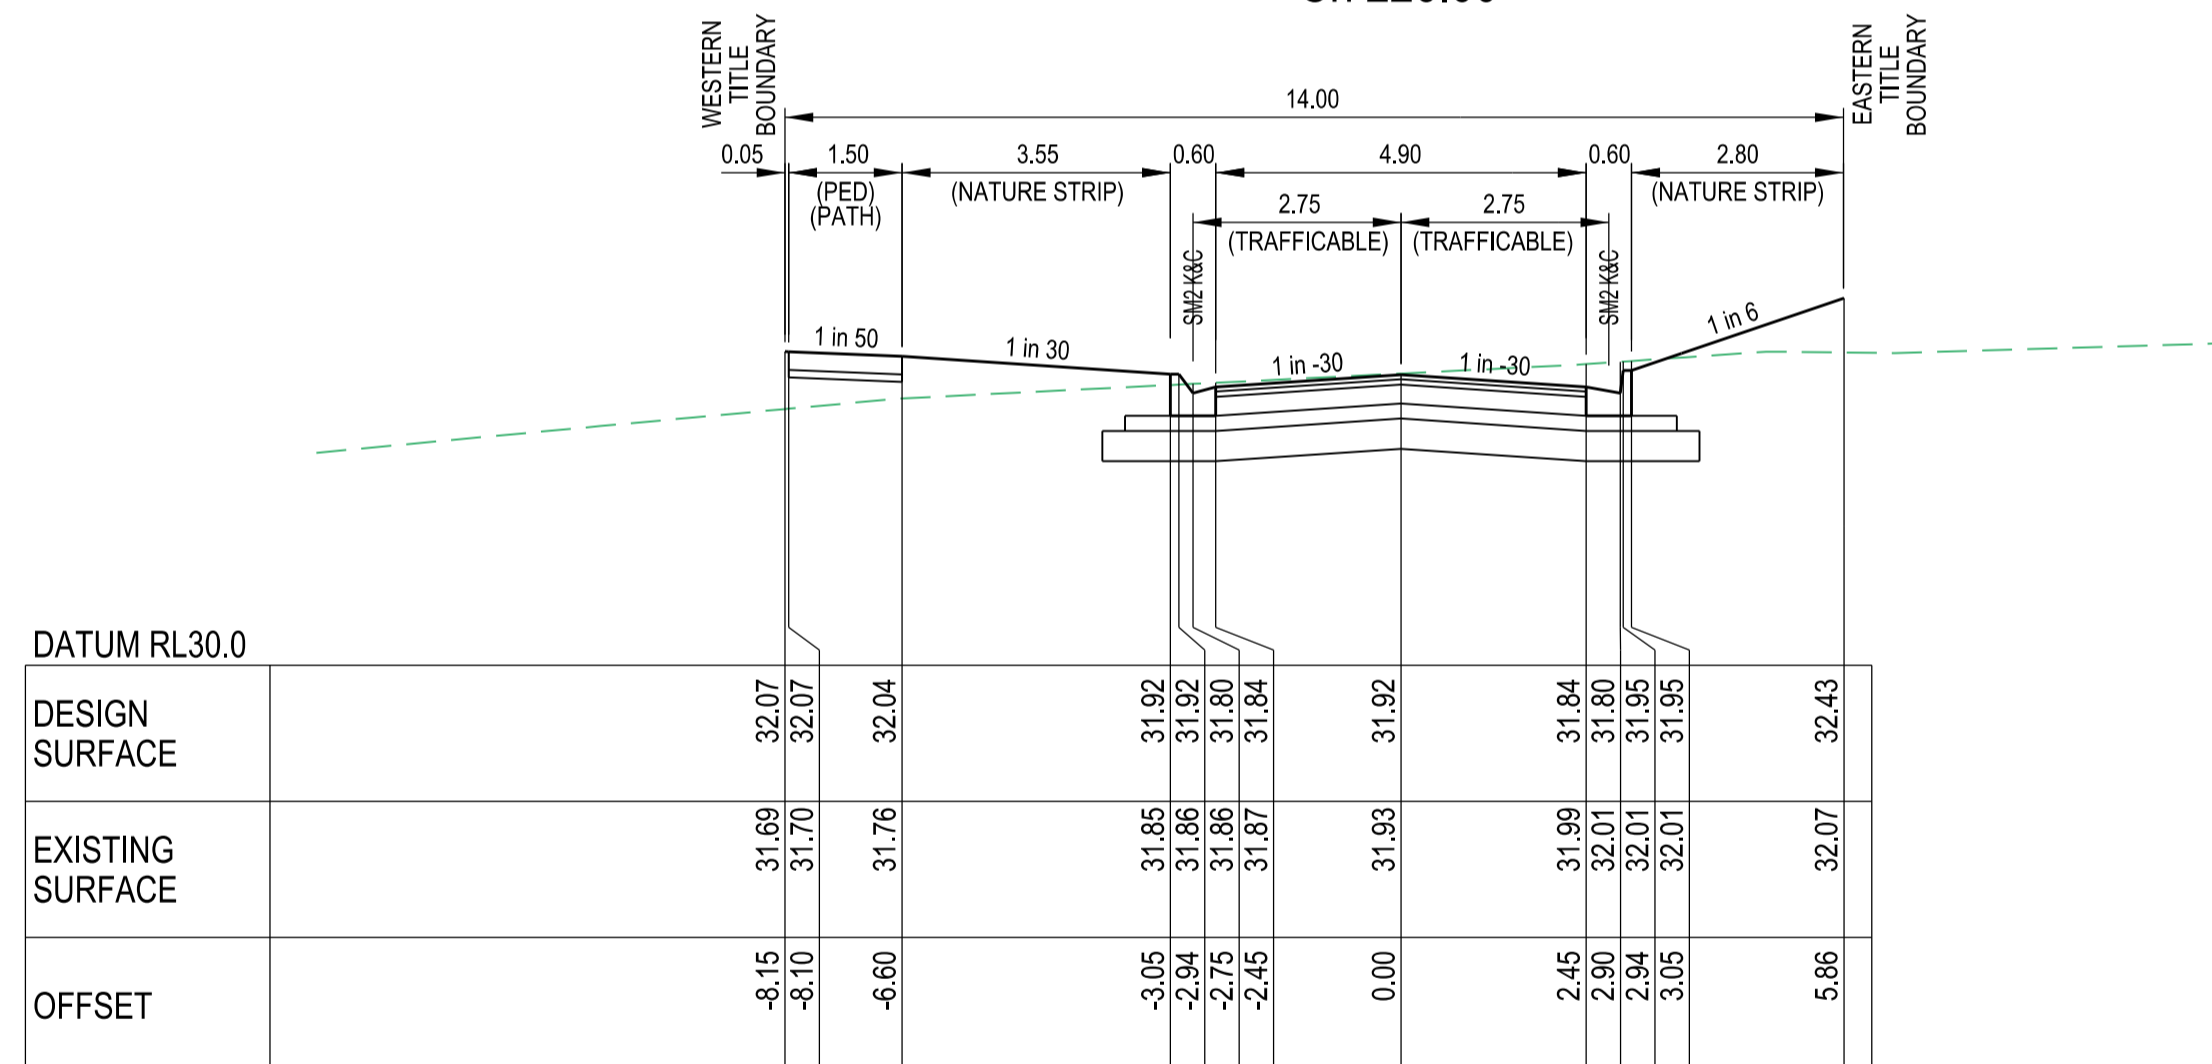 WESTERN
TITLE
BOUNDARY
EASTERN
TITLE
BOUNDARY
14.00
0.05
1.50
3.55
0.60
4.90
0.60
2.80
(PED)
(PATH)
(NATURE STRIP)
(NATURE STRIP)
2.75
2.75
(TRAFFICABLE)
(TRAFFICABLE)
SM2 K&C
SM2 K&C
1 in 50
1 in 30
1 in -30
1 in -30
1 in 6
DATUM RL30.0
DESIGN
SURFACE
32.07
32.07
32.04
31.92
31.92
31.80
31.84
31.92
31.84
31.80
31.95
31.95
32.43
EXISTING
SURFACE
31.69
31.70
31.76
31.85
31.86
31.86
31.87
31.93
31.99
32.01
32.01
32.01
32.07
OFFSET
-8.15
-8.10
-6.60
-3.05
-2.94
-2.75
-2.45
0.00
2.45
2.90
2.94
3.05
5.86